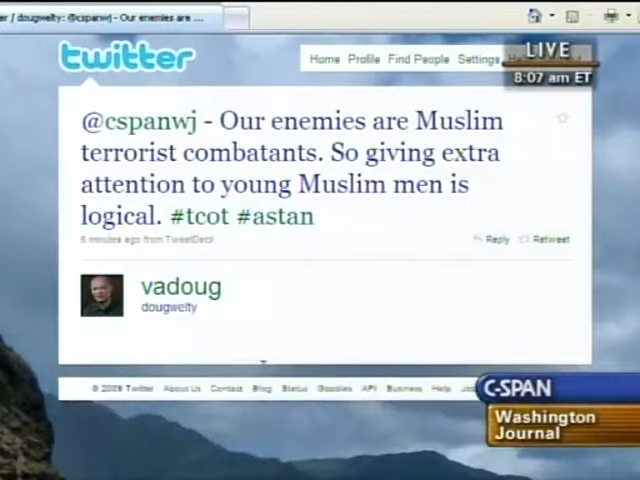 er / dougwelty: @cspanwj - Our enemies are ...
twitter
Home Profile Find People Settings
LIVE
8:07 am ET
@cspanwj - Our enemies are Muslim
terrorist combatants. So giving extra
attention to young Muslim men is
logical. #tcot #astan
6 minutes ago from TweetDeck
Reply Retweet
vadoug
dougwelty
© 2009 Twitter About Us Contact Blog Status Goodies API Business Help
C-SPAN
Washington
Journal